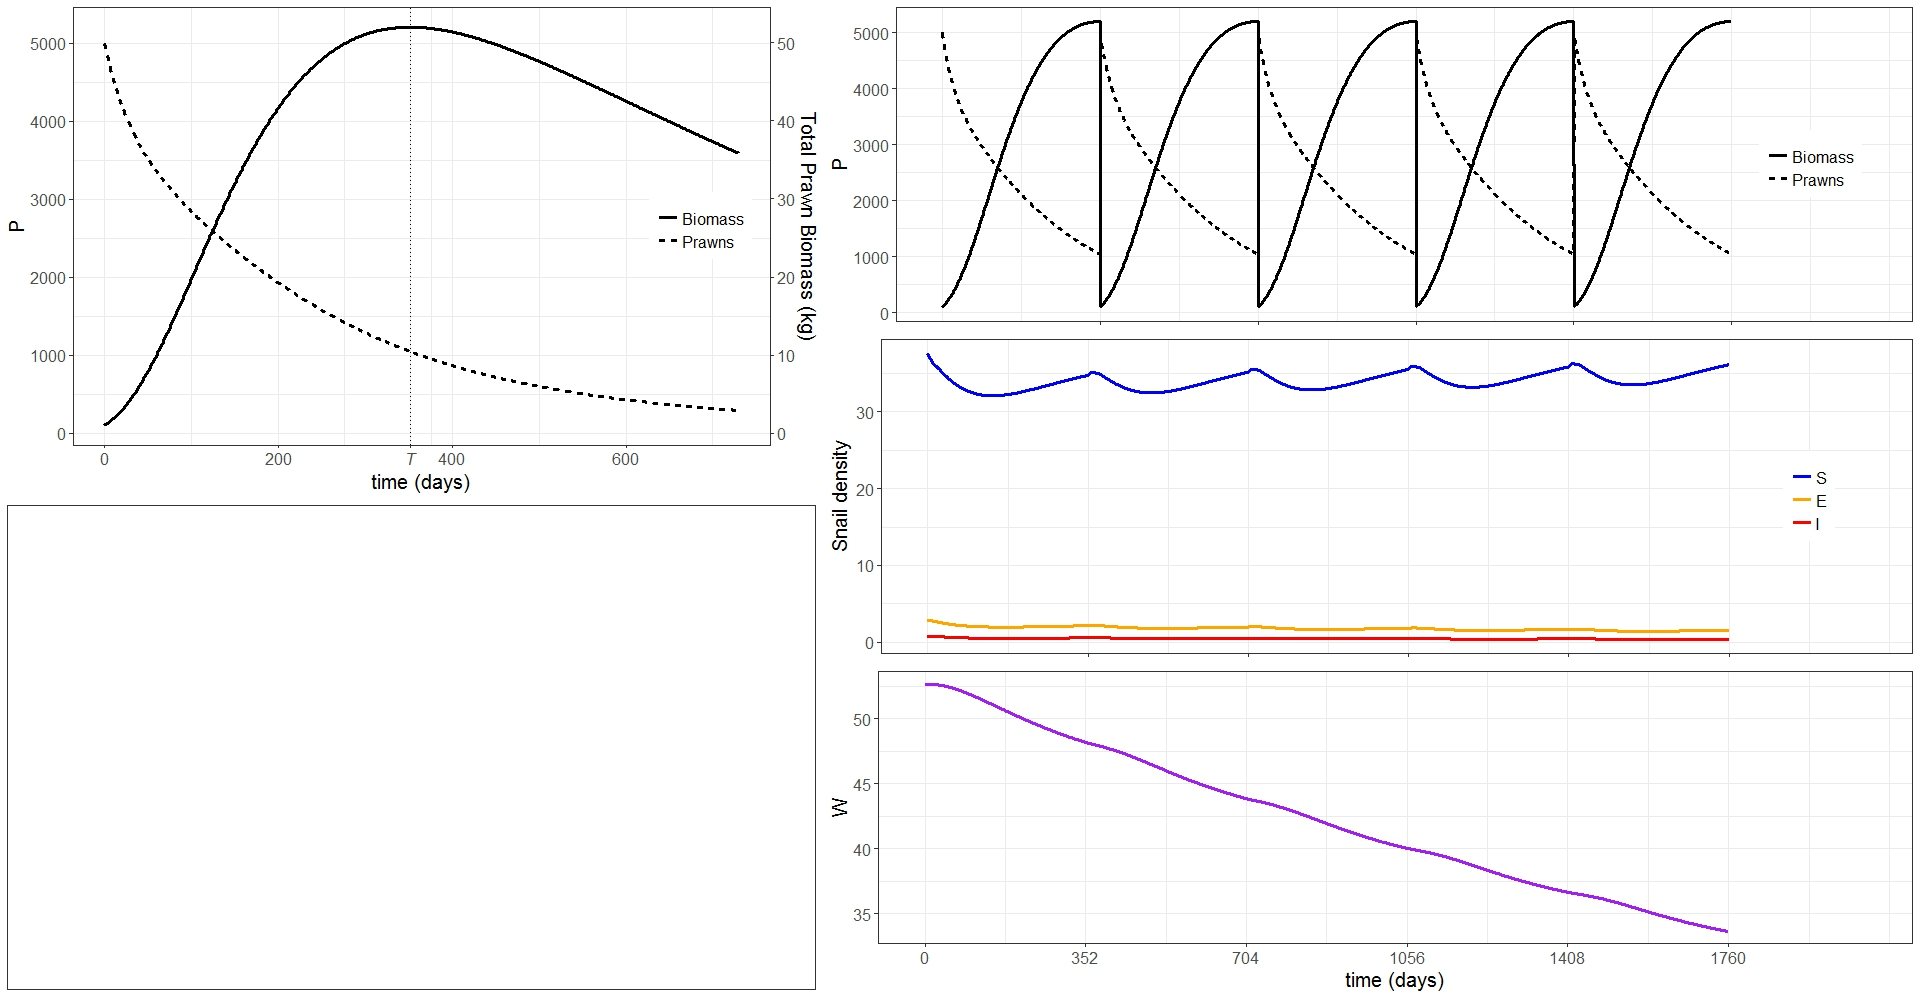 5000
4000
3000
2000
1000
0
P
50
40
30
20
10
0
Total Prawn Biomass (kg)
Biomass
Prawns
0 200 T 400 600
time (days)
5000
4000
3000
2000
1000
0
P
Biomass
Prawns
30
20
10
0
Snail density
S
E
I
50
45
40
35
W
0 352 704 1056 1408 1760
time (days)